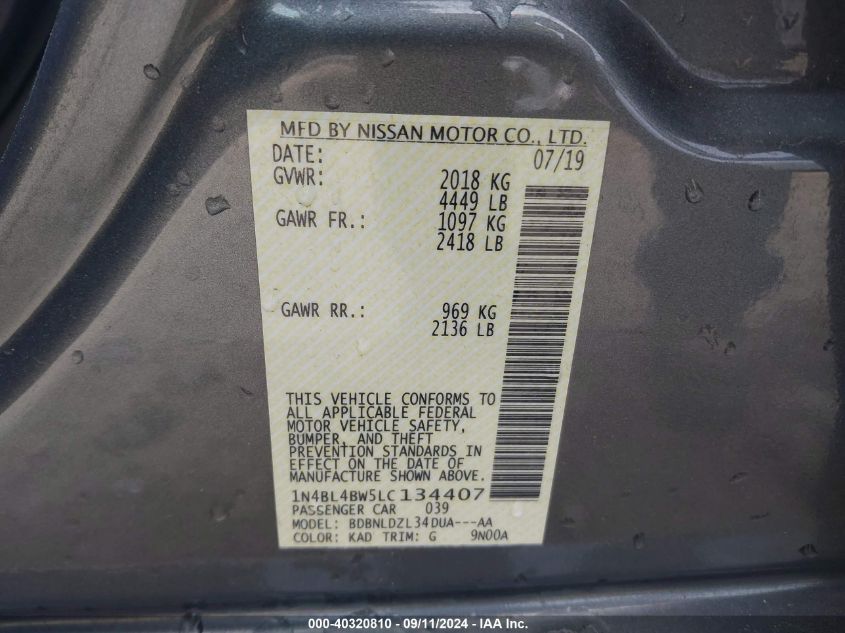 MFD BY NISSAN MOTOR CO., LTD.
DATE: 07/19
GVWR: 2018 KG
4449 LB
GAWR FR.: 1097 KG
2418 LB
GAWR RR.: 969 KG
2136 LB
THIS VEHICLE CONFORMS TO
ALL APPLICABLE FEDERAL
MOTOR VEHICLE SAFETY,
BUMPER, AND THEFT
PREVENTION STANDARDS IN
EFFECT ON THE DATE OF
MANUFACTURE SHOWN ABOVE.
1N4BL4BW5LC134407
PASSENGER CAR 039
MODEL: BDBNLDZL34DUA---AA
COLOR: KAD TRIM: G 9N00A
000-40320810 - 09/11/2024 - IAA Inc.